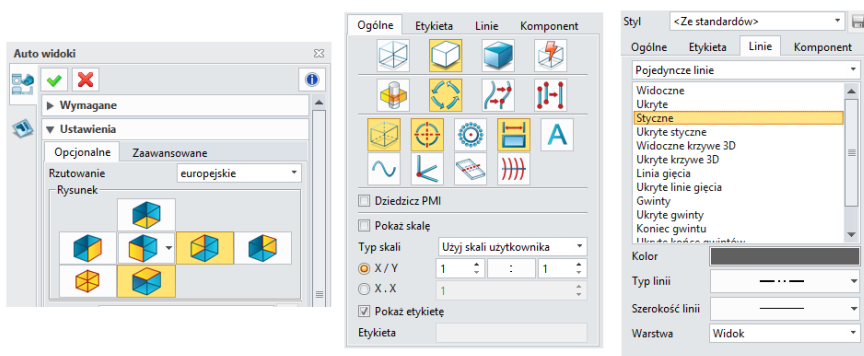 Auto widoki
Wymagane
Ustawienia
Opcjonalne Zaawansowane
Rzutowanie europejskie
Rysunek
Ogólne Etykieta Linie Komponent
A
Dziedzicz PMI
Pokaż skalę
Typ skali Użyj skali użytkownika
X / Y 1 : 1
X . X 1
Pokaż etykietę
Etykieta
Styl <Ze standardów>
Ogólne Etykieta Linie Komponent
Pojedyncze linie
Widoczne
Ukryte
Styczne
Ukryte styczne
Widoczne krzywe 3D
Ukryte krzywe 3D
Linia gięcia
Ukryte linie gięcia
Gwinty
Ukryte gwinty
Koniec gwintu
Ukryte końce gwintów
Kolor
Typ linii
Szerokość linii
Warstwa Widok